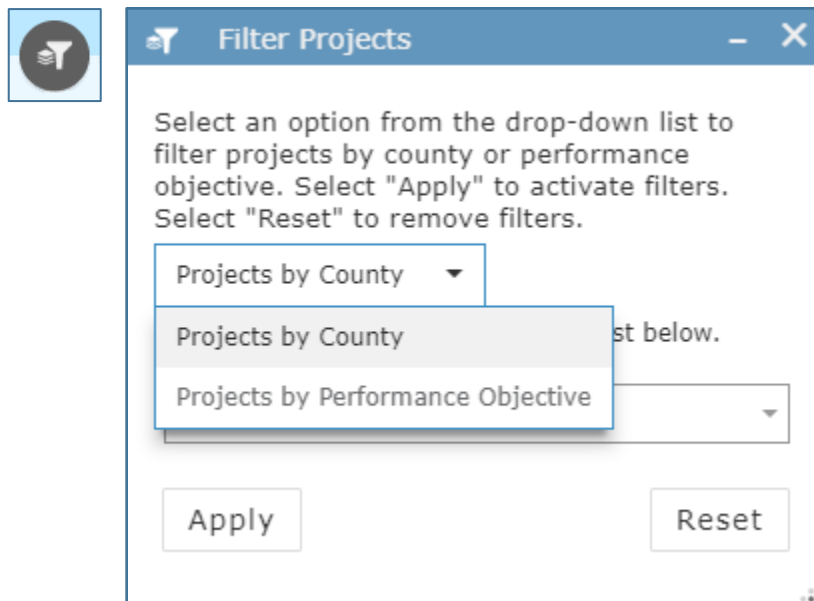 Filter Projects
Select an option from the drop-down list to
filter projects by county or performance
objective. Select "Apply" to activate filters.
Select "Reset" to remove filters.
Projects by County
Projects by County
below.
Projects by Performance Objective
Apply
Reset